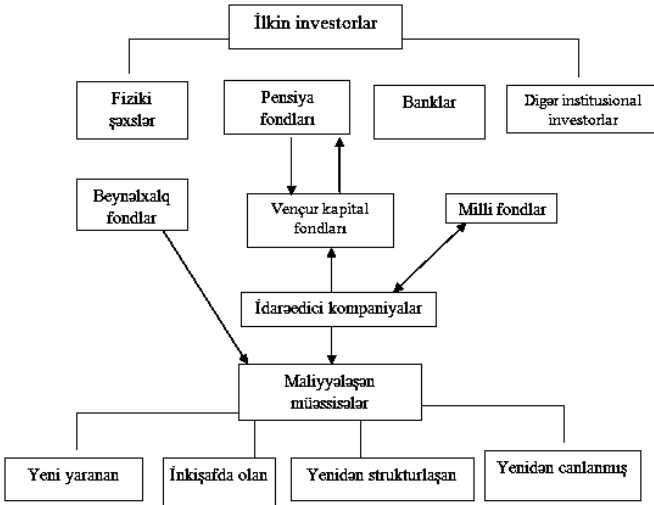 İlkin investorlar
Fiziki
şəxslər
Pensiya
fondları
Banklar
Digər institusional
investorlar
Beynəlxalq
fondlar
Vençur kapital
fondları
Milli fondlar
İdarəedici kompaniyalar
Maliyyələşən
müəssisələr
Yeni yaranan
İnkişafda olan
Yenidən strukturlaşan
Yenidən canlanmış